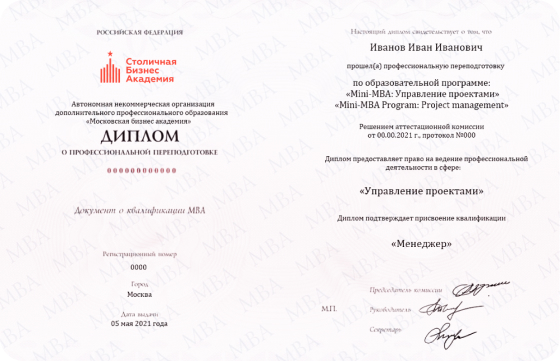 РОССИЙСКАЯ ФЕДЕРАЦИЯ
Столичная
Бизнес
Академия
Автономная некоммерческая организация
дополнительного профессионального образования
«Московская бизнес академия»
ДИПЛОМ
О ПРОФЕССИОНАЛЬНОЙ ПЕРЕПОДГОТОВКЕ
000000000000
Документ о квалификации МВА
Регистрационный номер
0000
Город
Москва
Дата выдачи
05 мая 2021 года
Настоящий диплом свидетельствует о том, что
Иванов Иван Иванович
прошел(а) профессиональную переподготовку
по образовательной программе:
«Mini-MBA: Управление проектами»
«Mini-MBA Program: Project management»
Решением аттестационной комиссии
от 00.00.2021 г., протокол №000
Диплом предоставляет право на ведение профессиональной
деятельности в сфере:
«Управление проектами»
Диплом подтверждает присвоение квалификации
«Менеджер»
Председатель комиссии
М.П.
Руководитель
Секретарь